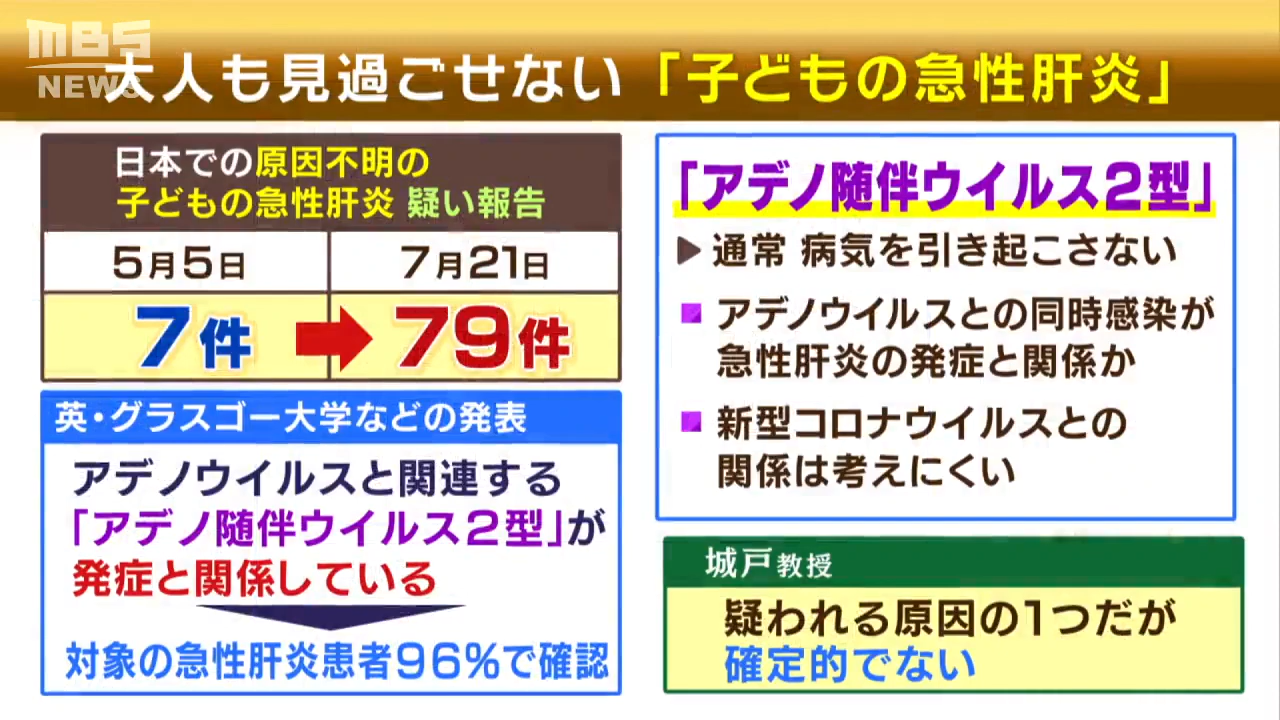 MBS
NEWS
大人も見過ごせない「子どもの急性肝炎」
日本での原因不明の
子どもの急性肝炎 疑い報告
5月5日 7月21日
7件 79件
英・グラスゴー大学などの発表
アデノウイルスと関連する
「アデノ随伴ウイルス2型」が
発症と関係している
対象の急性肝炎患者96%で確認
「アデノ随伴ウイルス2型」
▶通常 病気を引き起こさない
■アデノウイルスとの同時感染が
急性肝炎の発症と関係か
■新型コロナウイルスとの
関係は考えにくい
城戸教授
疑われる原因の1つだが
確定的でない